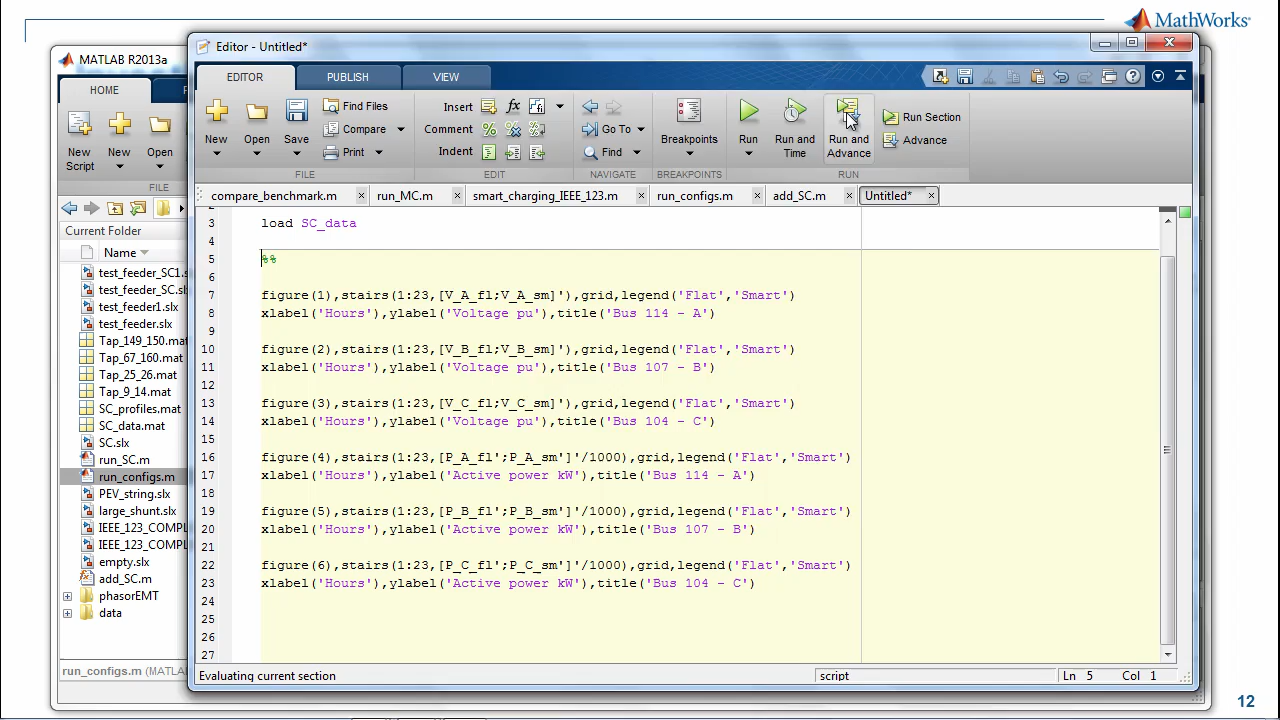 MathWorks®
MATLAB R2013a
Editor - Untitled*
HOME
EDITOR
PUBLISH
VIEW
New Script
New
Open
FILE
New
Open
Save
Find Files
Compare
Print
FILE
Insert
Comment
Indent
EDIT
Go To
Find
NAVIGATE
Breakpoints
BREAKPOINTS
Run
Run and Time
Run and Advance
Run Section
Advance
RUN
compare_benchmark.m
run_MC.m
smart_charging_IEEE_123.m
run_configs.m
add_SC.m
Untitled*
Current Folder
Name
test_feeder_SC1.s
test_feeder_SC.sl
test_feeder1.slx
test_feeder.slx
Tap_149_150.mat
Tap_67_160.mat
Tap_25_26.mat
Tap_9_14.mat
SC_profiles.mat
SC_data.mat
SC.slx
run_SC.m
run_configs.m
PEV_string.slx
large_shunt.slx
IEEE_123_COMPL
IEEE_123_COMPL
empty.slx
add_SC.m
phasorEMT
data
run_configs.m (MATLA
3 load SC_data
4
5 %%
6
7 figure(1),stairs(1:23,[V_A_fl;V_A_sm]'),grid,legend('Flat','Smart')
8 xlabel('Hours'),ylabel('Voltage pu'),title('Bus 114 - A')
9
10 figure(2),stairs(1:23,[V_B_fl;V_B_sm]'),grid,legend('Flat','Smart')
11 xlabel('Hours'),ylabel('Voltage pu'),title('Bus 107 - B')
12
13 figure(3),stairs(1:23,[V_C_fl;V_C_sm]'),grid,legend('Flat','Smart')
14 xlabel('Hours'),ylabel('Voltage pu'),title('Bus 104 - C')
15
16 figure(4),stairs(1:23,[P_A_fl';P_A_sm']'/1000),grid,legend('Flat','Smart')
17 xlabel('Hours'),ylabel('Active power kW'),title('Bus 114 - A')
18
19 figure(5),stairs(1:23,[P_B_fl';P_B_sm']'/1000),grid,legend('Flat','Smart')
20 xlabel('Hours'),ylabel('Active power kW'),title('Bus 107 - B')
21
22 figure(6),stairs(1:23,[P_C_fl';P_C_sm']'/1000),grid,legend('Flat','Smart')
23 xlabel('Hours'),ylabel('Active power kW'),title('Bus 104 - C')
24
25
26
27
Evaluating current section
script
Ln 5 Col 1
12